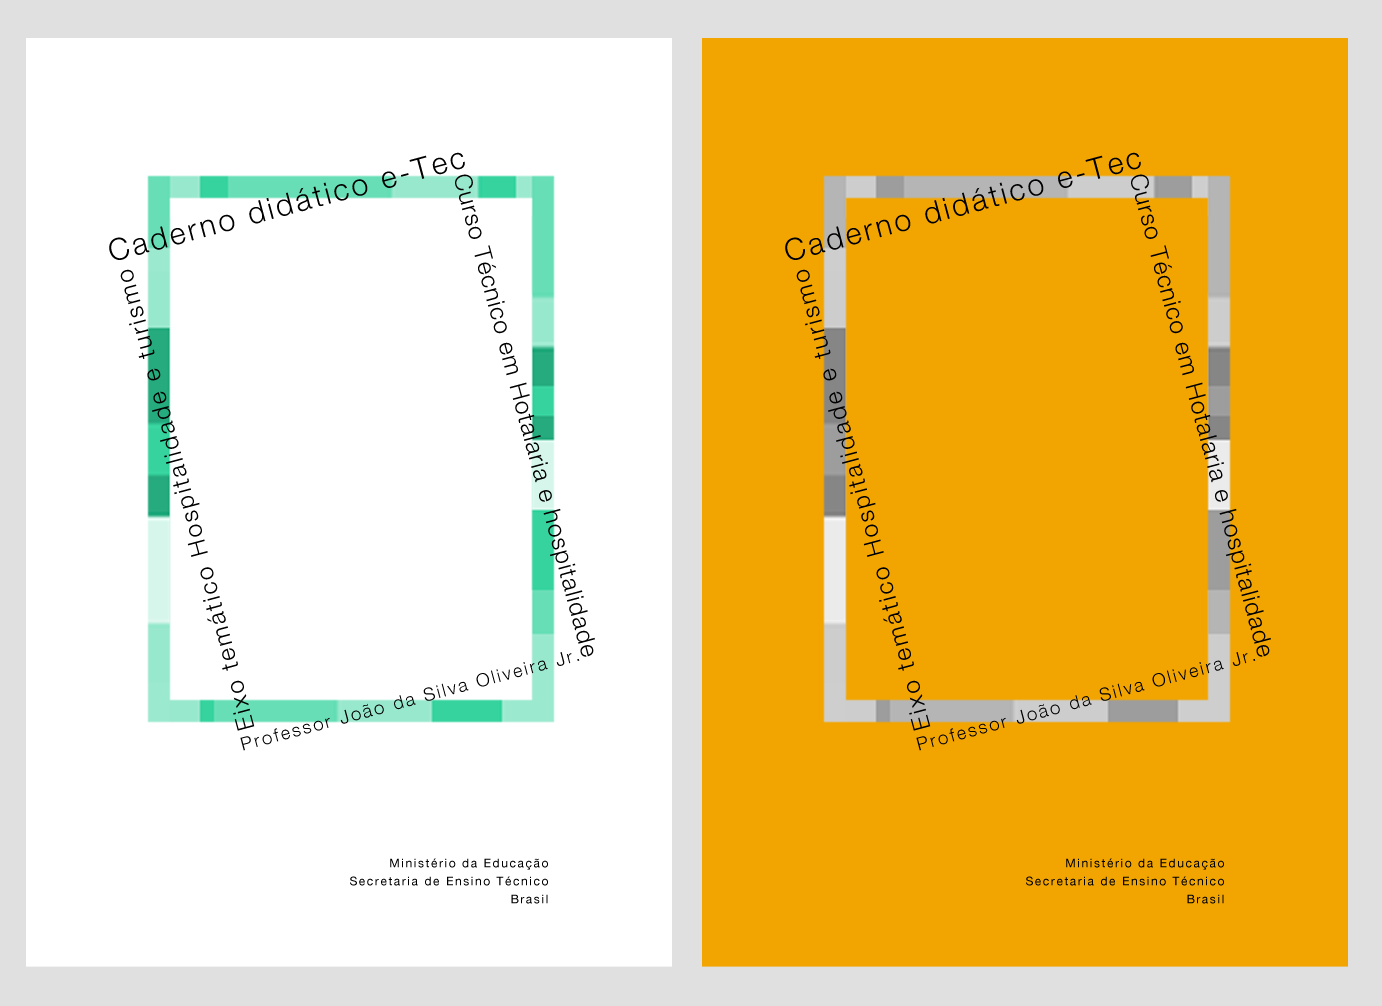 Caderno didático e-Tec
Curso Técnico em Hotalaria e hospitalidade
Professor João da Silva Oliveira Jr.
Eixo temático Hospitalidade e turismo
Ministério da Educação
Secretaria de Ensino Técnico
Brasil
Caderno didático e-Tec
Curso Técnico em Hotalaria e hospitalidade
Professor João da Silva Oliveira Jr.
Eixo temático Hospitalidade e turismo
Ministério da Educação
Secretaria de Ensino Técnico
Brasil